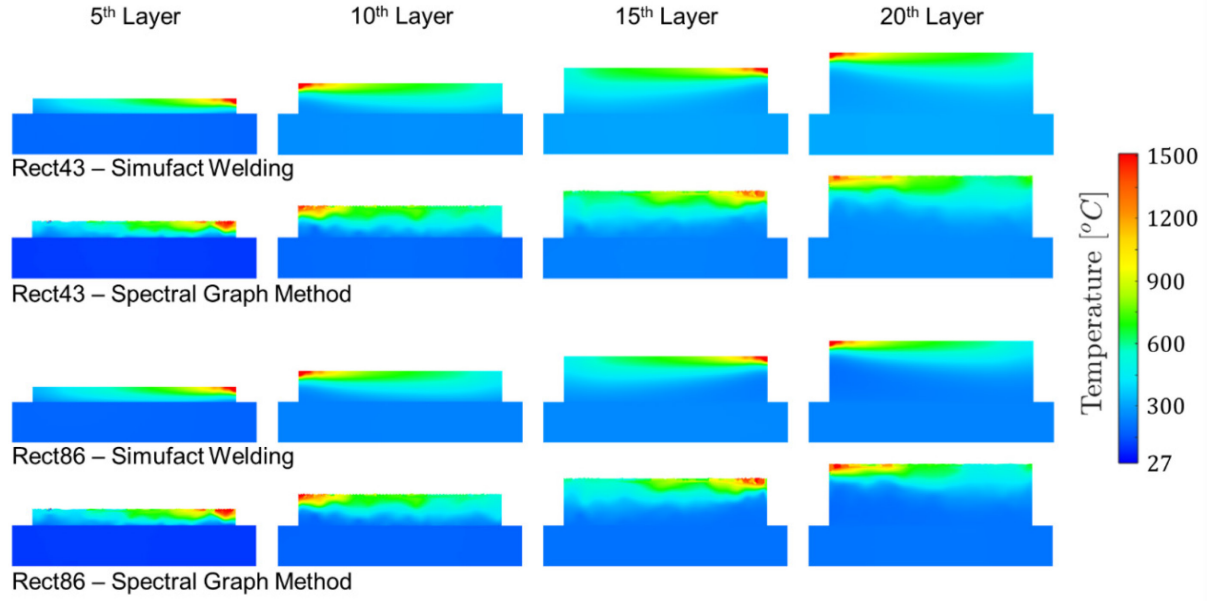 5th Layer
10th Layer
15th Layer
20th Layer
Rect43 – Simufact Welding
Rect43 – Spectral Graph Method
Rect86 – Simufact Welding
Rect86 – Spectral Graph Method
Temperature [°C]
1500
1200
900
600
300
27